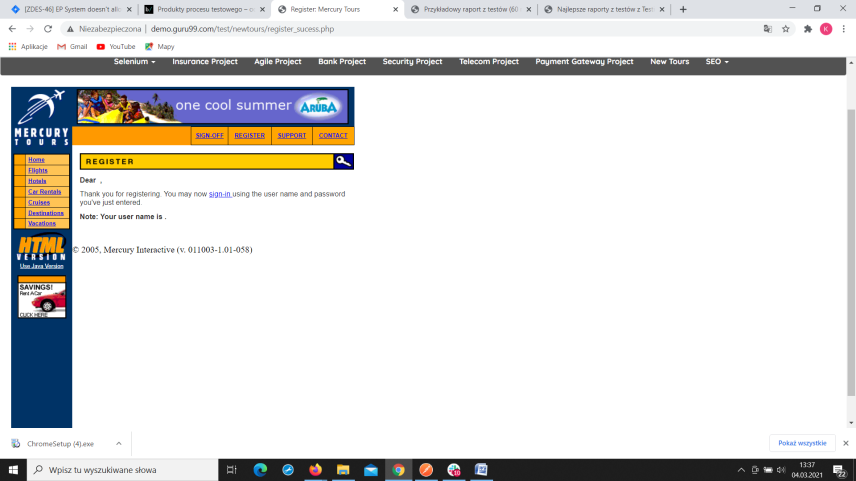 [ZDES-46] EP System doesn't allo
Produkty procesu testowego – c
Register: Mercury Tours
Przykładowy raport z testów (60
Najlepsze raporty z testów z Test
Niezabezpieczona | demo.guru99.com/test/newtours/register_sucess.php
K
Aplikacje Gmail YouTube Mapy
Selenium Insurance Project Agile Project Bank Project Security Project Telecom Project Payment Gateway Project New Tours SEO
MERCURY
TOURS
one cool summer ARUBA
SIGN-OFF REGISTER SUPPORT CONTACT
Home
Flights
Hotels
Car Rentals
Cruises
Destinations
Vacations
HTML
VERSION
Use Java Version
SAVINGS!
Rent A Car
CLICK HERE
REGISTER
Dear ,
Thank you for registering. You may now sign-in using the user name and password
you've just entered.
Note: Your user name is .
© 2005, Mercury Interactive (v. 011003-1.01-058)
ChromeSetup (4).exe
Pokaż wszystkie
Wpisz tu wyszukiwane słowa
13:37
04.03.2021
22